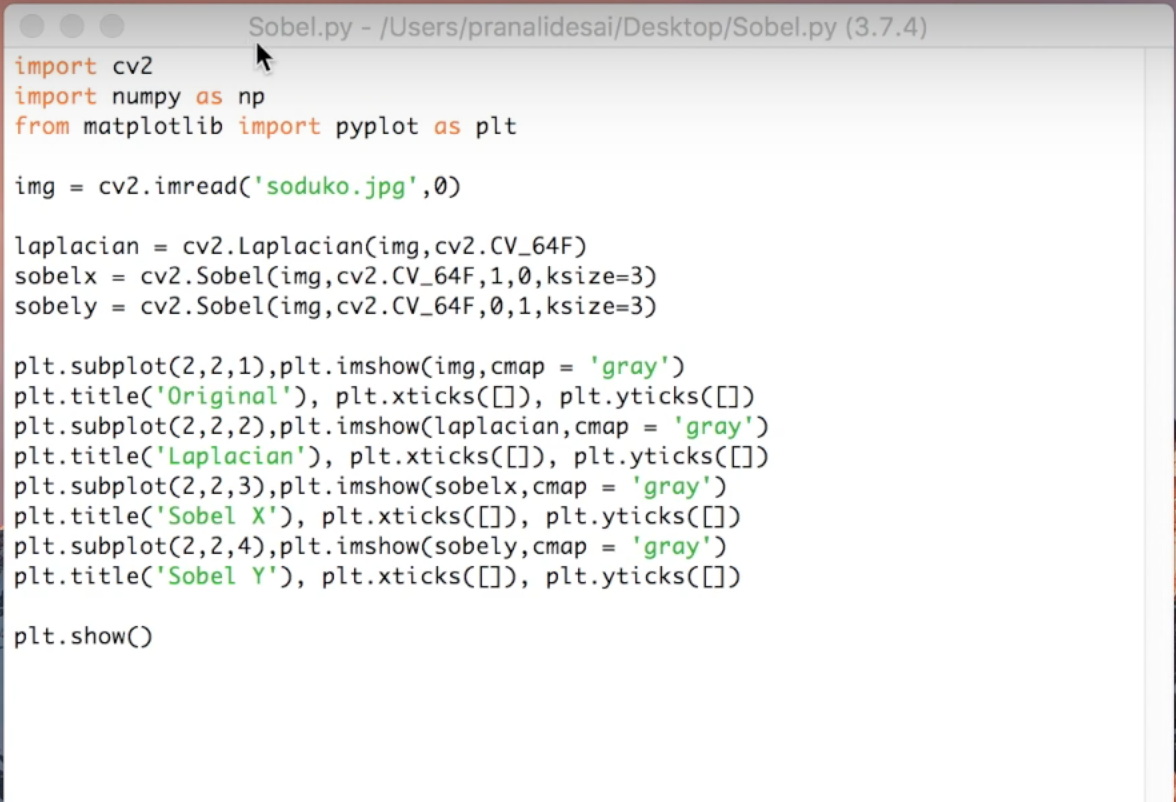 Sobel.py - /Users/pranalidesai/Desktop/Sobel.py (3.7.4)
import cv2
import numpy as np
from matplotlib import pyplot as plt

img = cv2.imread('soduko.jpg',0)

laplacian = cv2.Laplacian(img,cv2.CV_64F)
sobelx = cv2.Sobel(img,cv2.CV_64F,1,0,ksize=3)
sobely = cv2.Sobel(img,cv2.CV_64F,0,1,ksize=3)

plt.subplot(2,2,1),plt.imshow(img,cmap = 'gray')
plt.title('Original'), plt.xticks([]), plt.yticks([])
plt.subplot(2,2,2),plt.imshow(laplacian,cmap = 'gray')
plt.title('Laplacian'), plt.xticks([]), plt.yticks([])
plt.subplot(2,2,3),plt.imshow(sobelx,cmap = 'gray')
plt.title('Sobel X'), plt.xticks([]), plt.yticks([])
plt.subplot(2,2,4),plt.imshow(sobely,cmap = 'gray')
plt.title('Sobel Y'), plt.xticks([]), plt.yticks([])

plt.show()